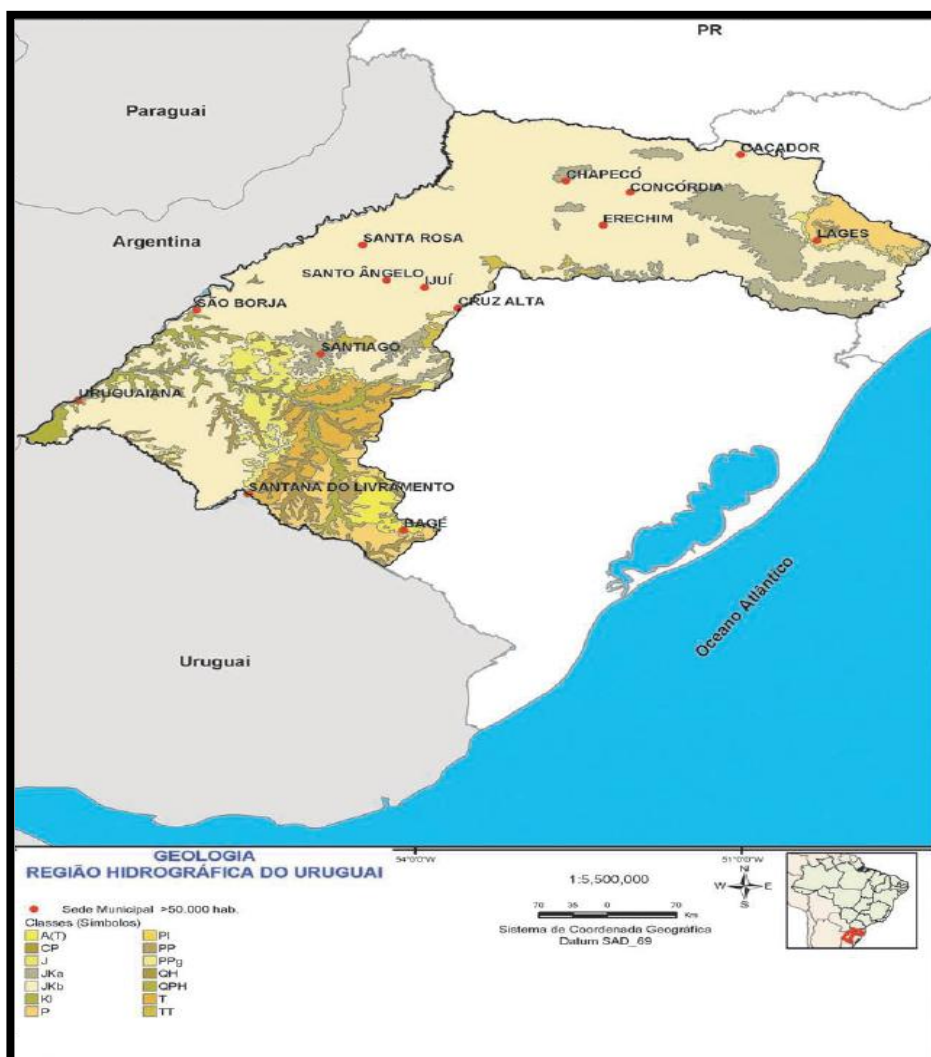 PR
Paraguai
CAÇADOR
CHAPECÓ
CONCÓRDIA
ERECHIM
LAGES
Argentina
SANTA ROSA
SANTO ÂNGELO
IJUÍ
SÃO BORJA
CRUZ ALTA
SANTIAGO
URUGUAIANA
SANTANA DO LIVRAMENTO
BAGÉ
Oceano Atlântico
Uruguai
54°0'0"W
51°0'0"W
GEOLOGIA
REGIÃO HIDROGRÁFICA DO URUGUAI
Sede Municipal >50.000 hab.
Classes (Símbolos)
A(T)
CP
J
JKa
JKb
KI
P
PI
PP
PPg
QH
QPH
T
TT
1:5,500,000
70 35 0 70
Km
Sistema de Coordenada Geográfica
Datum SAD_69
N
W E
S